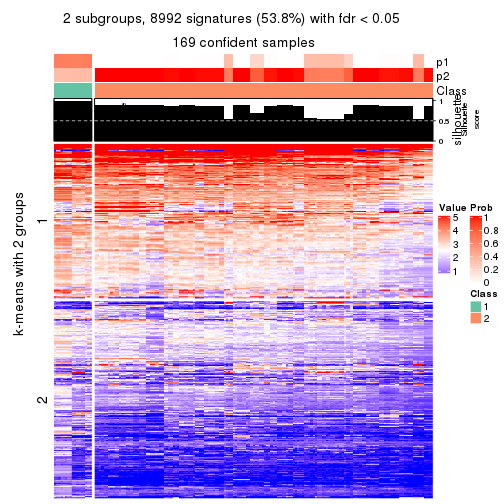 2 subgroups, 8992 signatures (53.8%) with fdr < 0.05
169 confident samples
p1
p2
Class
1
0.5
0
silhouette
Silhouette
score
k-means with 2 groups
1
2
Value
5
4
3
2
1
Prob
1
0.8
0.6
0.4
0.2
0
Class
1
2